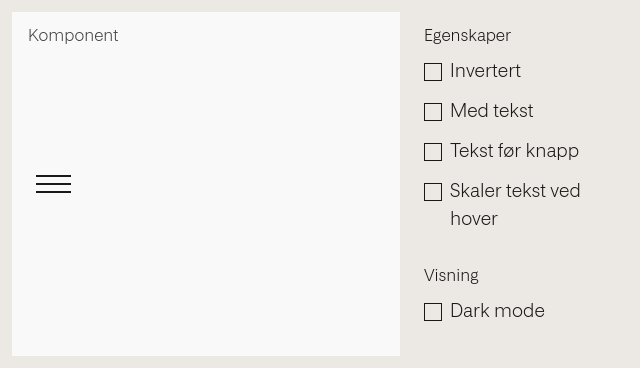 Komponent
Egenskaper
Invertert
Med tekst
Tekst før knapp
Skaler tekst ved
hover
Visning
Dark mode